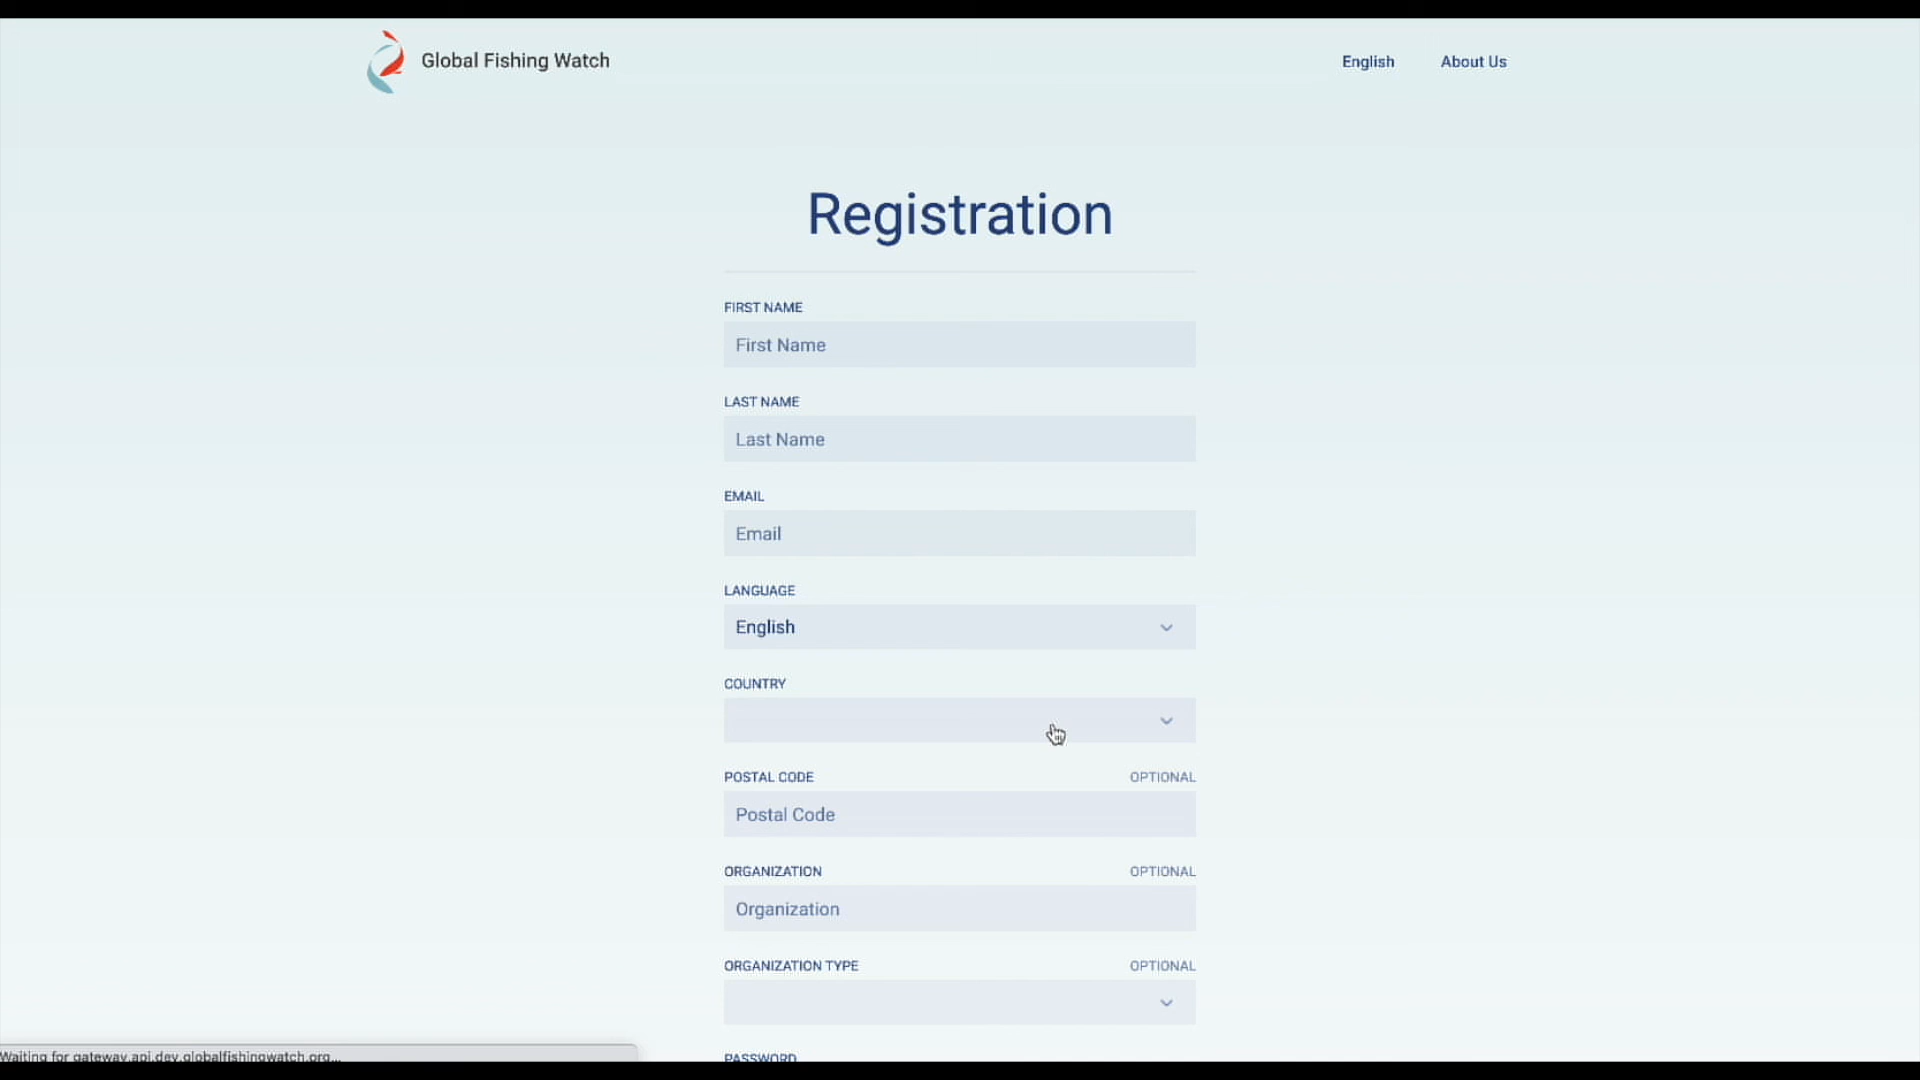 Global Fishing Watch
English
About Us
Registration
FIRST NAME
First Name
LAST NAME
Last Name
EMAIL
Email
LANGUAGE
English
COUNTRY
POSTAL CODE
OPTIONAL
Postal Code
ORGANIZATION
OPTIONAL
Organization
ORGANIZATION TYPE
OPTIONAL
PASSWORD
Waiting for gateway.api.dev.globalfishingwatch.org...